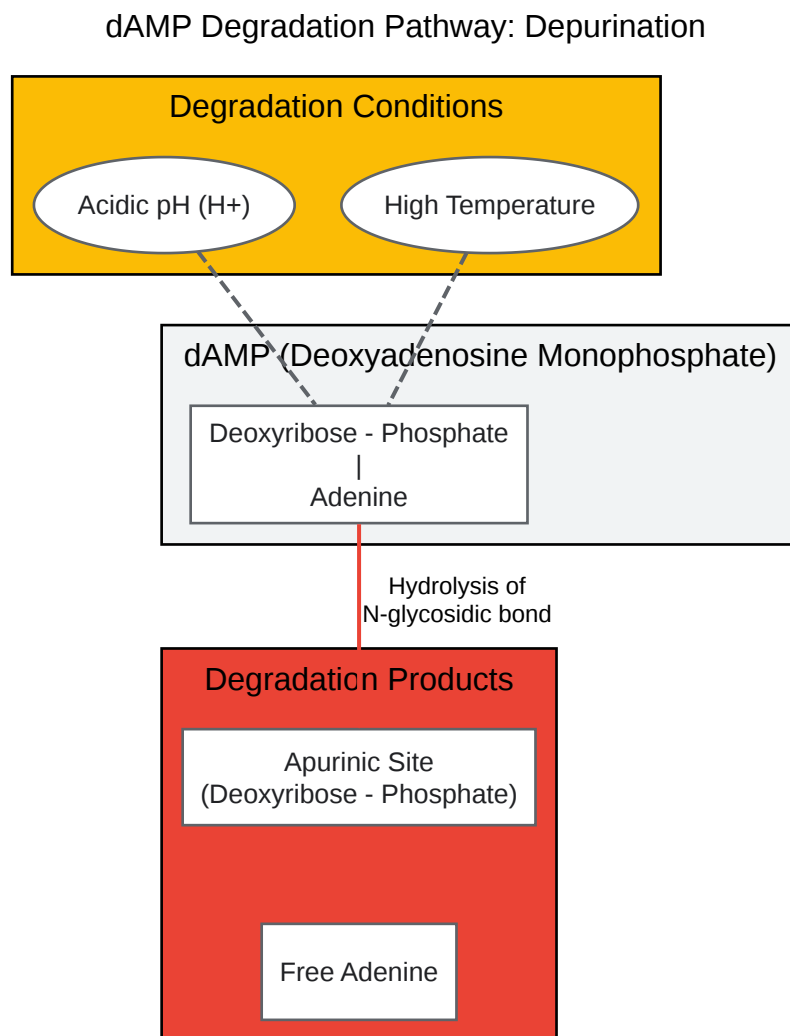 dAMP Degradation Pathway: Depurination
Degradation Conditions
Acidic pH (H+)
High Temperature
dAMP (Deoxyadenosine Monophosphate)
Deoxyribose - Phosphate
|
Adenine
Hydrolysis of
N-glycosidic bond
Degradation Products
Apurinic Site
(Deoxyribose - Phosphate)
Free Adenine